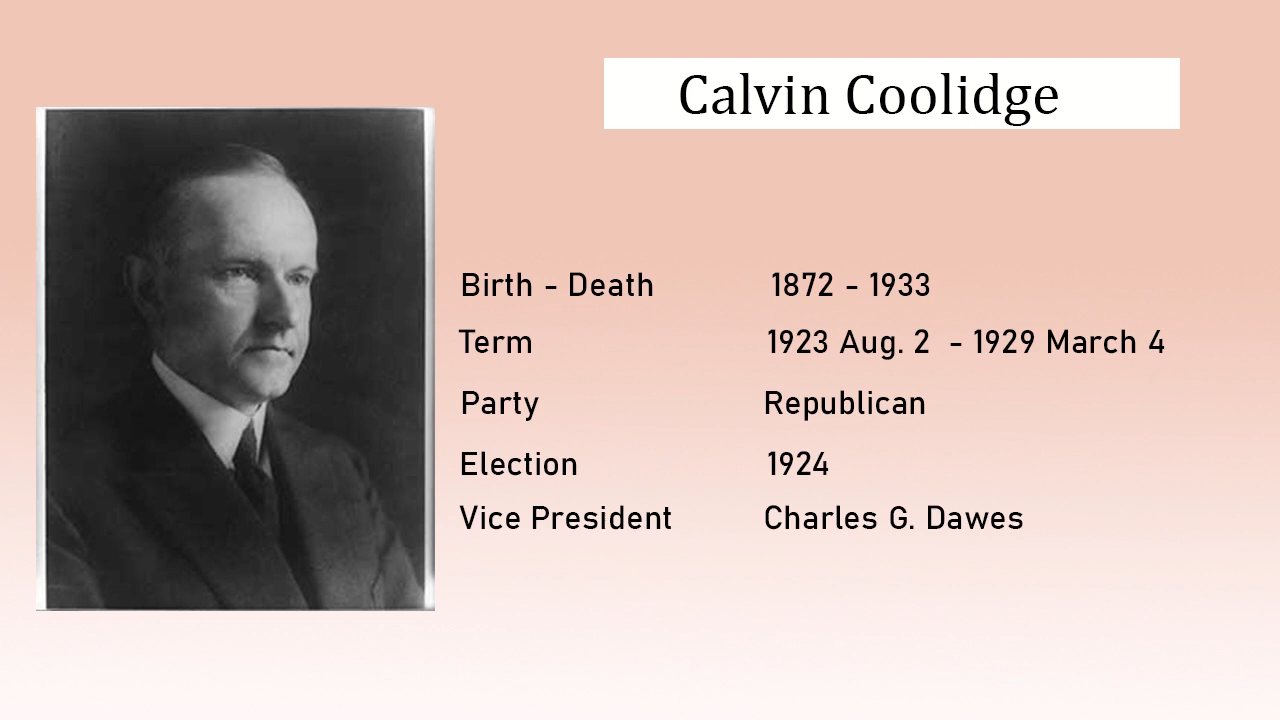 Calvin Coolidge
Birth - Death 1872 - 1933
Term 1923 Aug. 2 - 1929 March 4
Party Republican
Election 1924
Vice President Charles G. Dawes